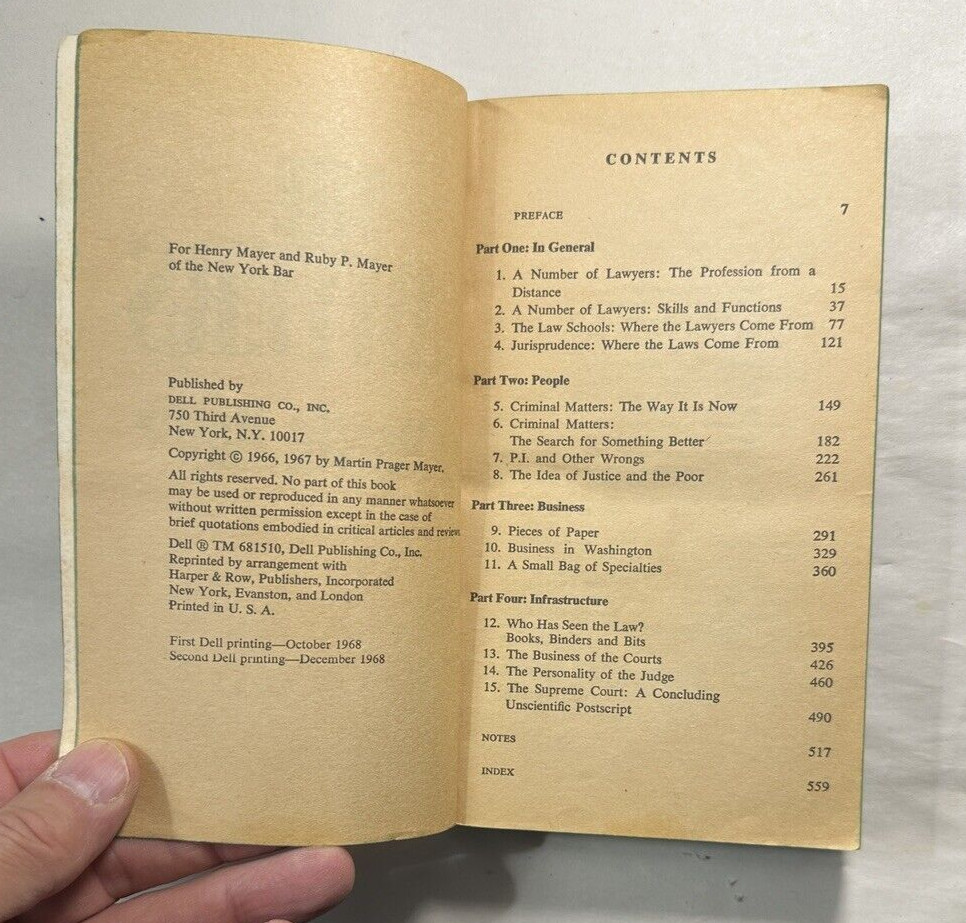 For Henry Mayer and Ruby P. Mayer
of the New York Bar
Published by
DELL PUBLISHING CO., INC.
750 Third Avenue
New York, N.Y. 10017
Copyright © 1966, 1967 by Martin Prager Mayer.
All rights reserved. No part of this book
may be used or reproduced in any manner whatsoever
without written permission except in the case of
brief quotations embodied in critical articles and
Dell ® TM 681510, Dell Publishing Co., Inc.
Reprinted by arrangement with
Harper & Row, Publishers, Incorporated
New York, Evanston, and London
Printed in U. S. A.
First Dell printing—October 1968
Second Dell printing—December 1968
CONTENTS
PREFACE 7
Part One: In General
1. A Number of Lawyers: The Profession from a
Distance 15
2. A Number of Lawyers: Skills and Functions 37
3. The Law Schools: Where the Lawyers Come From 77
4. Jurisprudence: Where the Laws Come From 121
Part Two: People
5. Criminal Matters: The Way It Is Now 149
6. Criminal Matters:
The Search for Something Better 182
7. P.I. and Other Wrongs 222
8. The Idea of Justice and the Poor 261
Part Three: Business
9. Pieces of Paper 291
10. Business in Washington 329
11. A Small Bag of Specialties 360
Part Four: Infrastructure
12. Who Has Seen the Law?
Books, Binders and Bits 395
13. The Business of the Courts 426
14. The Personality of the Judge 460
15. The Supreme Court: A Concluding
Unscientific Postscript 490
NOTES 517
INDEX 559